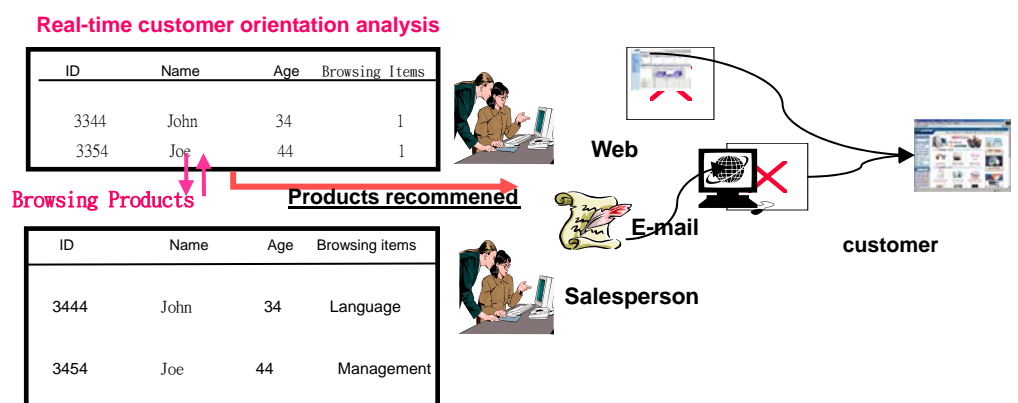 Real-time customer orientation analysis
ID Name Age Browsing Items
3344 John 34 1
3354 Joe 44 1
Browsing Products
Products recommened
Web
E-mail
customer
Salesperson
ID Name Age Browsing items
3444 John 34 Language
3454 Joe 44 Management